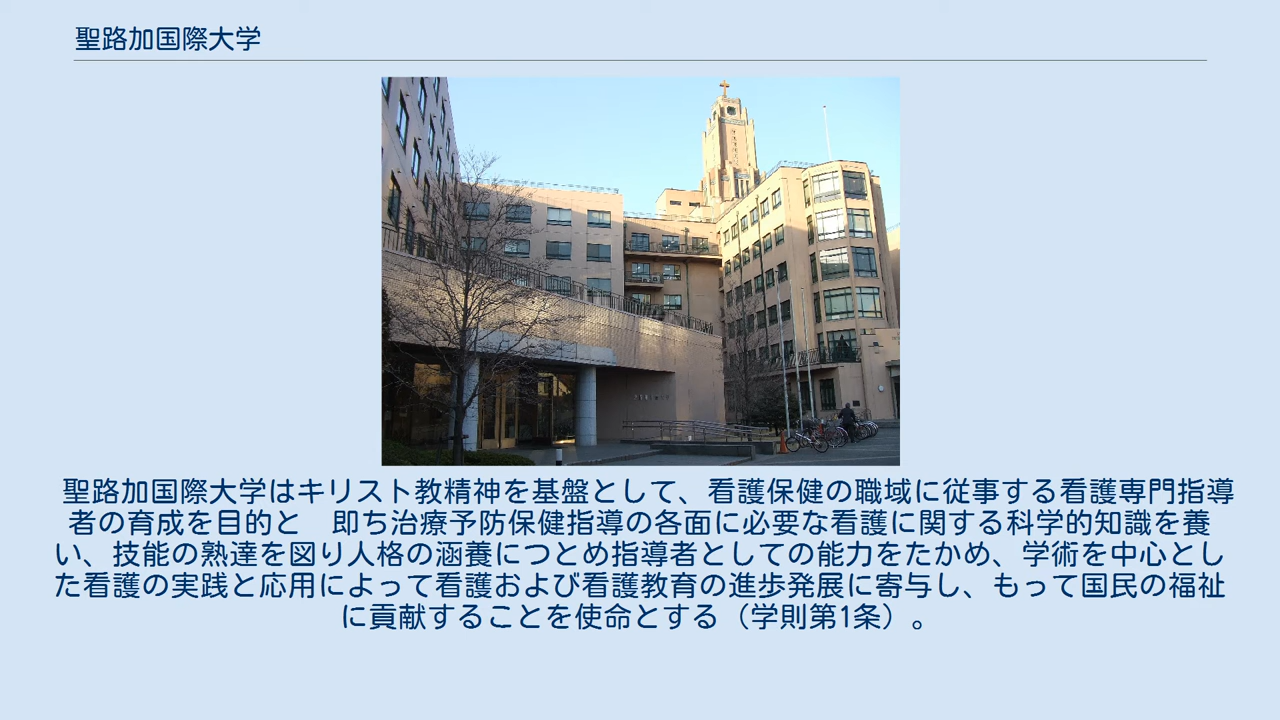 聖路加国際大学
聖路加国際大学はキリスト教精神を基盤として、看護保健の職域に従事する看護専門指導
者の育成を目的と　即ち治療予防保健指導の各面に必要な看護に関する科学的知識を養
い、技能の熟達を図り人格の涵養につとめ指導者としての能力をたかめ、学術を中心とし
た看護の実践と応用によって看護および看護教育の進歩発展に寄与し、もって国民の福祉
に貢献することを使命とする（学則第1条）。